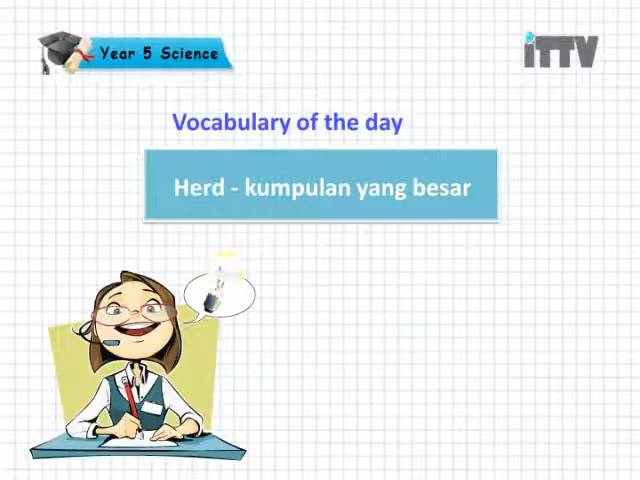 Year 5 Science
iTTV
Vocabulary of the day
Herd - kumpulan yang besar